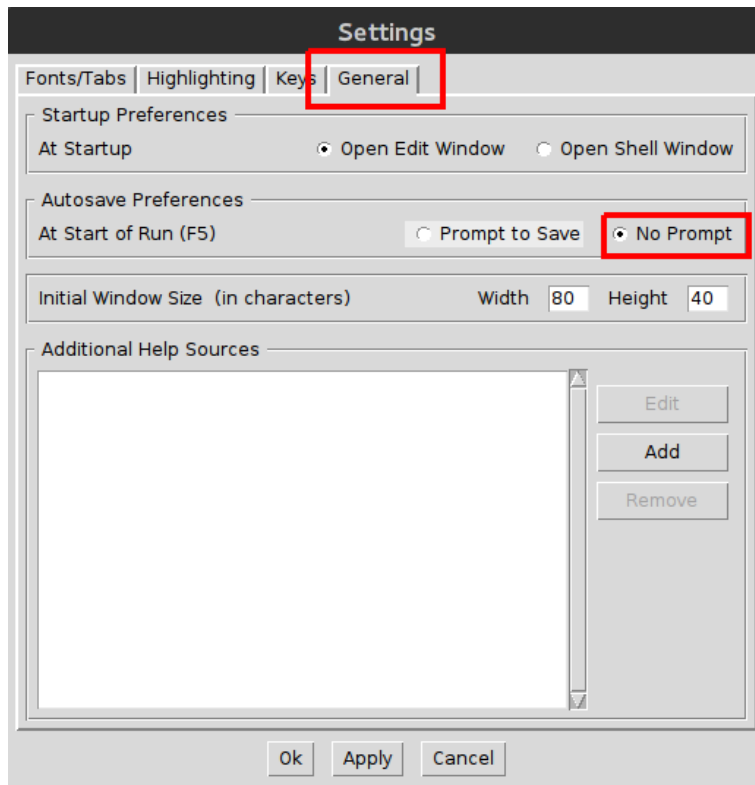 Settings
Fonts/Tabs Highlighting Keys General
Startup Preferences
At Startup Open Edit Window Open Shell Window
Autosave Preferences
At Start of Run (F5) Prompt to Save No Prompt
Initial Window Size (in characters) Width 80 Height 40
Additional Help Sources
Edit
Add
Remove
Ok Apply Cancel